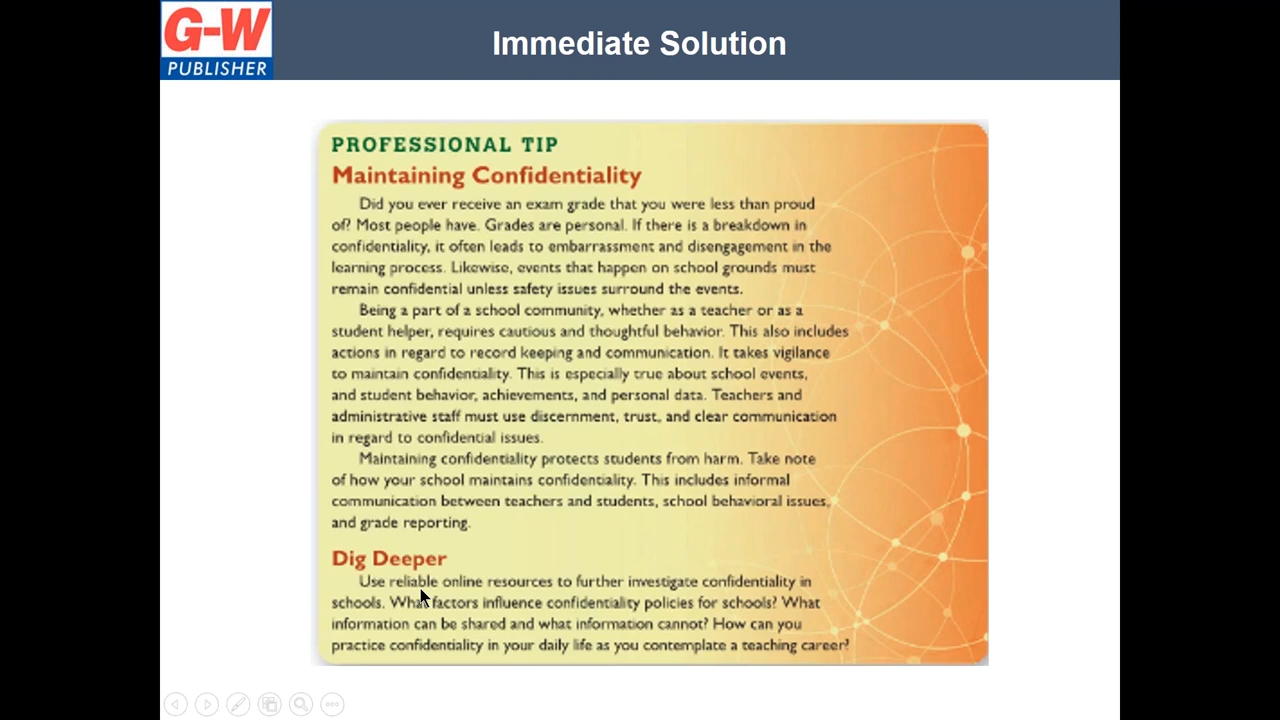 G-W
PUBLISHER
Immediate Solution
PROFESSIONAL TIP
Maintaining Confidentiality
Did you ever receive an exam grade that you were less than proud
of? Most people have. Grades are personal. If there is a breakdown in
confidentiality, it often leads to embarrassment and disengagement in the
learning process. Likewise, events that happen on school grounds must
remain confidential unless safety issues surround the events.
Being a part of a school community, whether as a teacher or as a
student helper, requires cautious and thoughtful behavior. This also includes
actions in regard to record keeping and communication. It takes vigilance
to maintain confidentiality. This is especially true about school events,
and student behavior, achievements, and personal data. Teachers and
administrative staff must use discernment, trust, and clear communication
in regard to confidential issues.
Maintaining confidentiality protects students from harm. Take note
of how your school maintains confidentiality. This includes informal
communication between teachers and students, school behavioral issues,
and grade reporting.
Dig Deeper
Use reliable online resources to further investigate confidentiality in
schools. What factors influence confidentiality policies for schools? What
information can be shared and what information cannot? How can you
practice confidentiality in your daily life as you contemplate a teaching career?